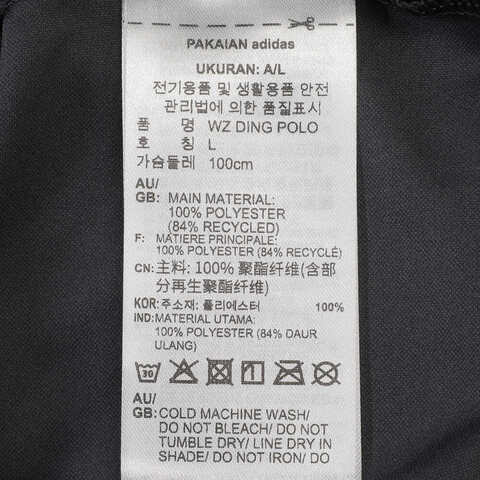 PAKAIAN adidas
UKURAN: A/L
전기용품 및 생활용품 안전
관리법에 의한 품질표시
품 명 WZ DING POLO
호 칭 L
가슴둘레 100cm
AU/
GB: MAIN MATERIAL:
100% POLYESTER
(84% RECYCLED)
F: MATIERE PRINCIPALE:
100% POLYESTER (84% RECYCLÉ)
CN: 主料: 100% 聚酯纤维(含部
分再生聚酯纤维)
KOR: 주소재: 폴리에스터 100%
IND: MATERIAL UTAMA:
100% POLYESTER (84% DAUR
ULANG)
30
AU/
GB: COLD MACHINE WASH/
DO NOT BLEACH/ DO NOT
TUMBLE DRY/ LINE DRY IN
SHADE/ DO NOT IRON/ DO